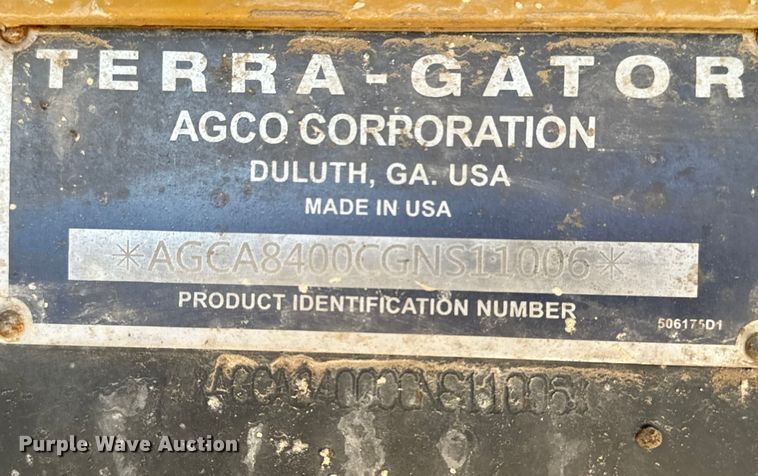 TERRA-GATOR
AGCO CORPORATION
DULUTH, GA. USA
MADE IN USA
*AGCA8400CGNS11006*
PRODUCT IDENTIFICATION NUMBER
506175D1
Purple Wave Auction